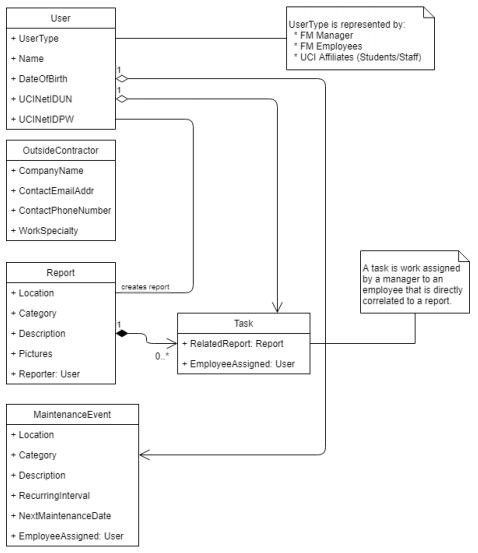 User
+ UserType
+ Name
+ DateOfBirth
+ UCINetIDUN
+ UCINetIDPW
1
1
UserType is represented by:
* FM Manager
* FM Employees
* UCI Affiliates (Students/Staff)
OutsideContractor
+ CompanyName
+ ContactEmailAddr
+ ContactPhoneNumber
+ WorkSpecialty
Report
+ Location
+ Category
+ Description
+ Pictures
+ Reporter: User
creates report
1
0..*
Task
+ RelatedReport: Report
+ EmployeeAssigned: User
A task is work assigned
by a manager to an
employee that is directly
correlated to a report.
MaintenanceEvent
+ Location
+ Category
+ Description
+ RecurringInterval
+ NextMaintenanceDate
+ EmployeeAssigned: User